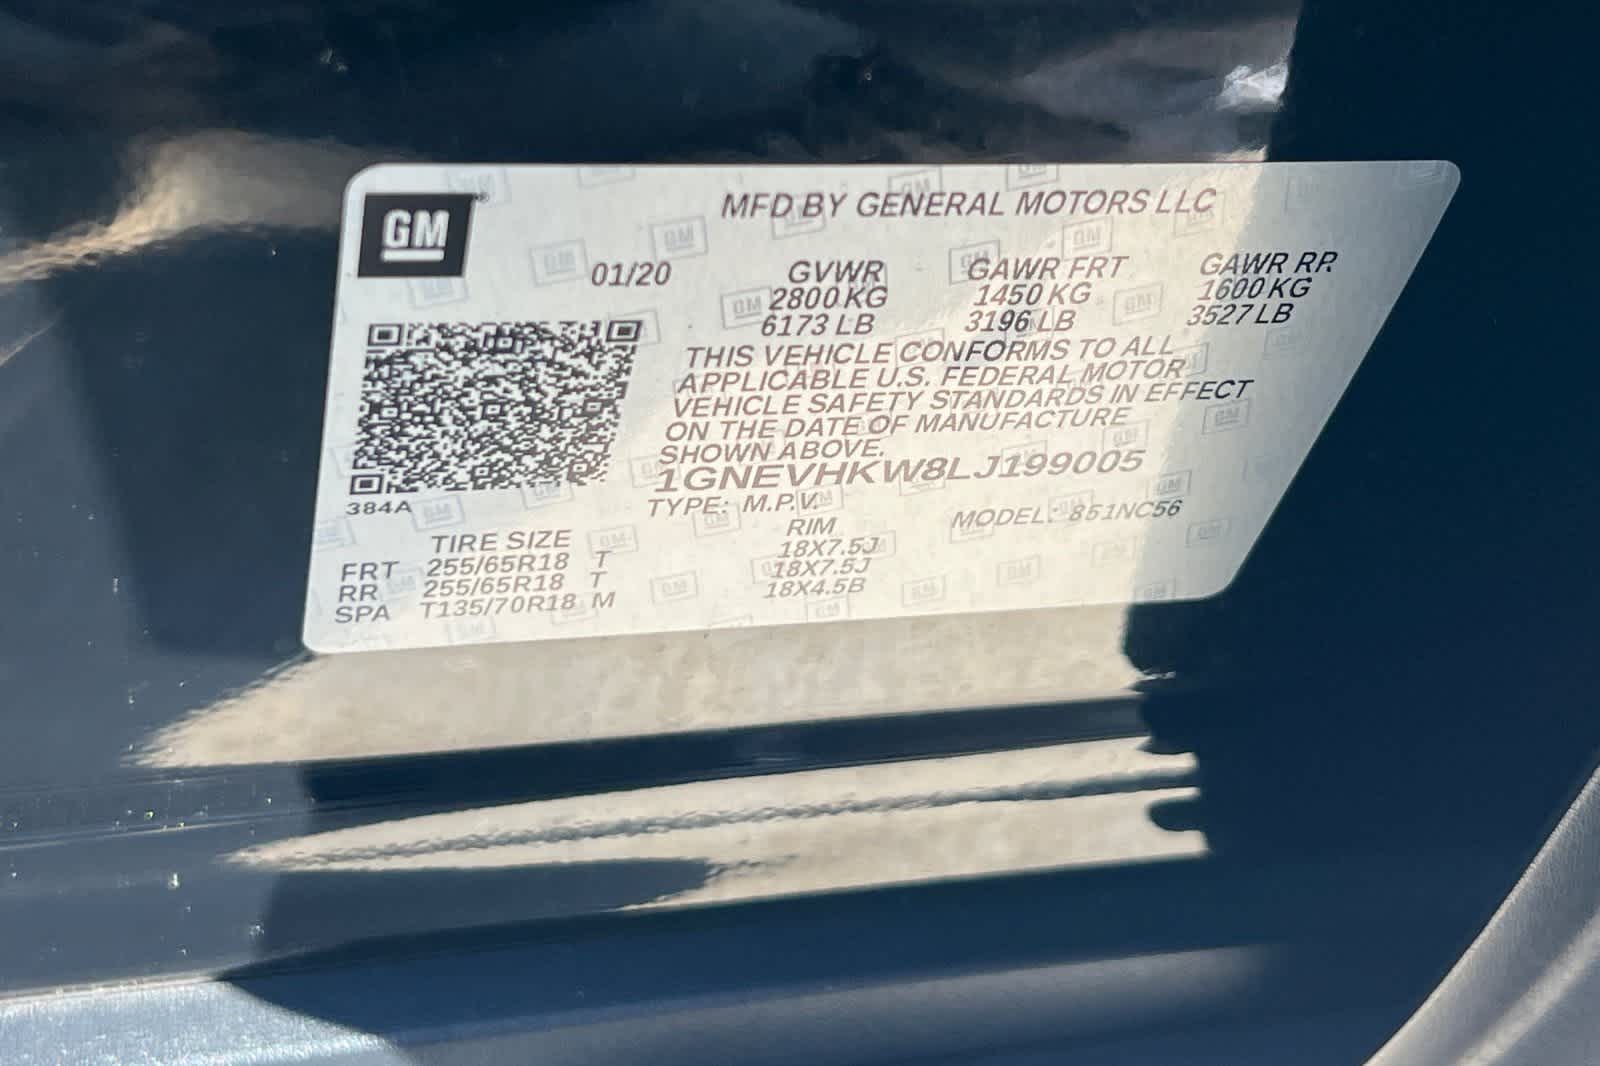 GM
MFD BY GENERAL MOTORS LLC
01/20 GVWR GAWR FRT GAWR RR
2800 KG 1450 KG 1600 KG
6173 LB 3196 LB 3527 LB
THIS VEHICLE CONFORMS TO ALL
APPLICABLE U.S. FEDERAL MOTOR
VEHICLE SAFETY STANDARDS IN EFFECT
ON THE DATE OF MANUFACTURE
SHOWN ABOVE.
1GNEVHKW8LJ199005
384A
TYPE: M.P.V. MODEL: 851NC56
TIRE SIZE RIM
FRT 255/65R18 T 18X7.5J
RR 255/65R18 T 18X7.5J
SPA T135/70R18 M 18X4.5B